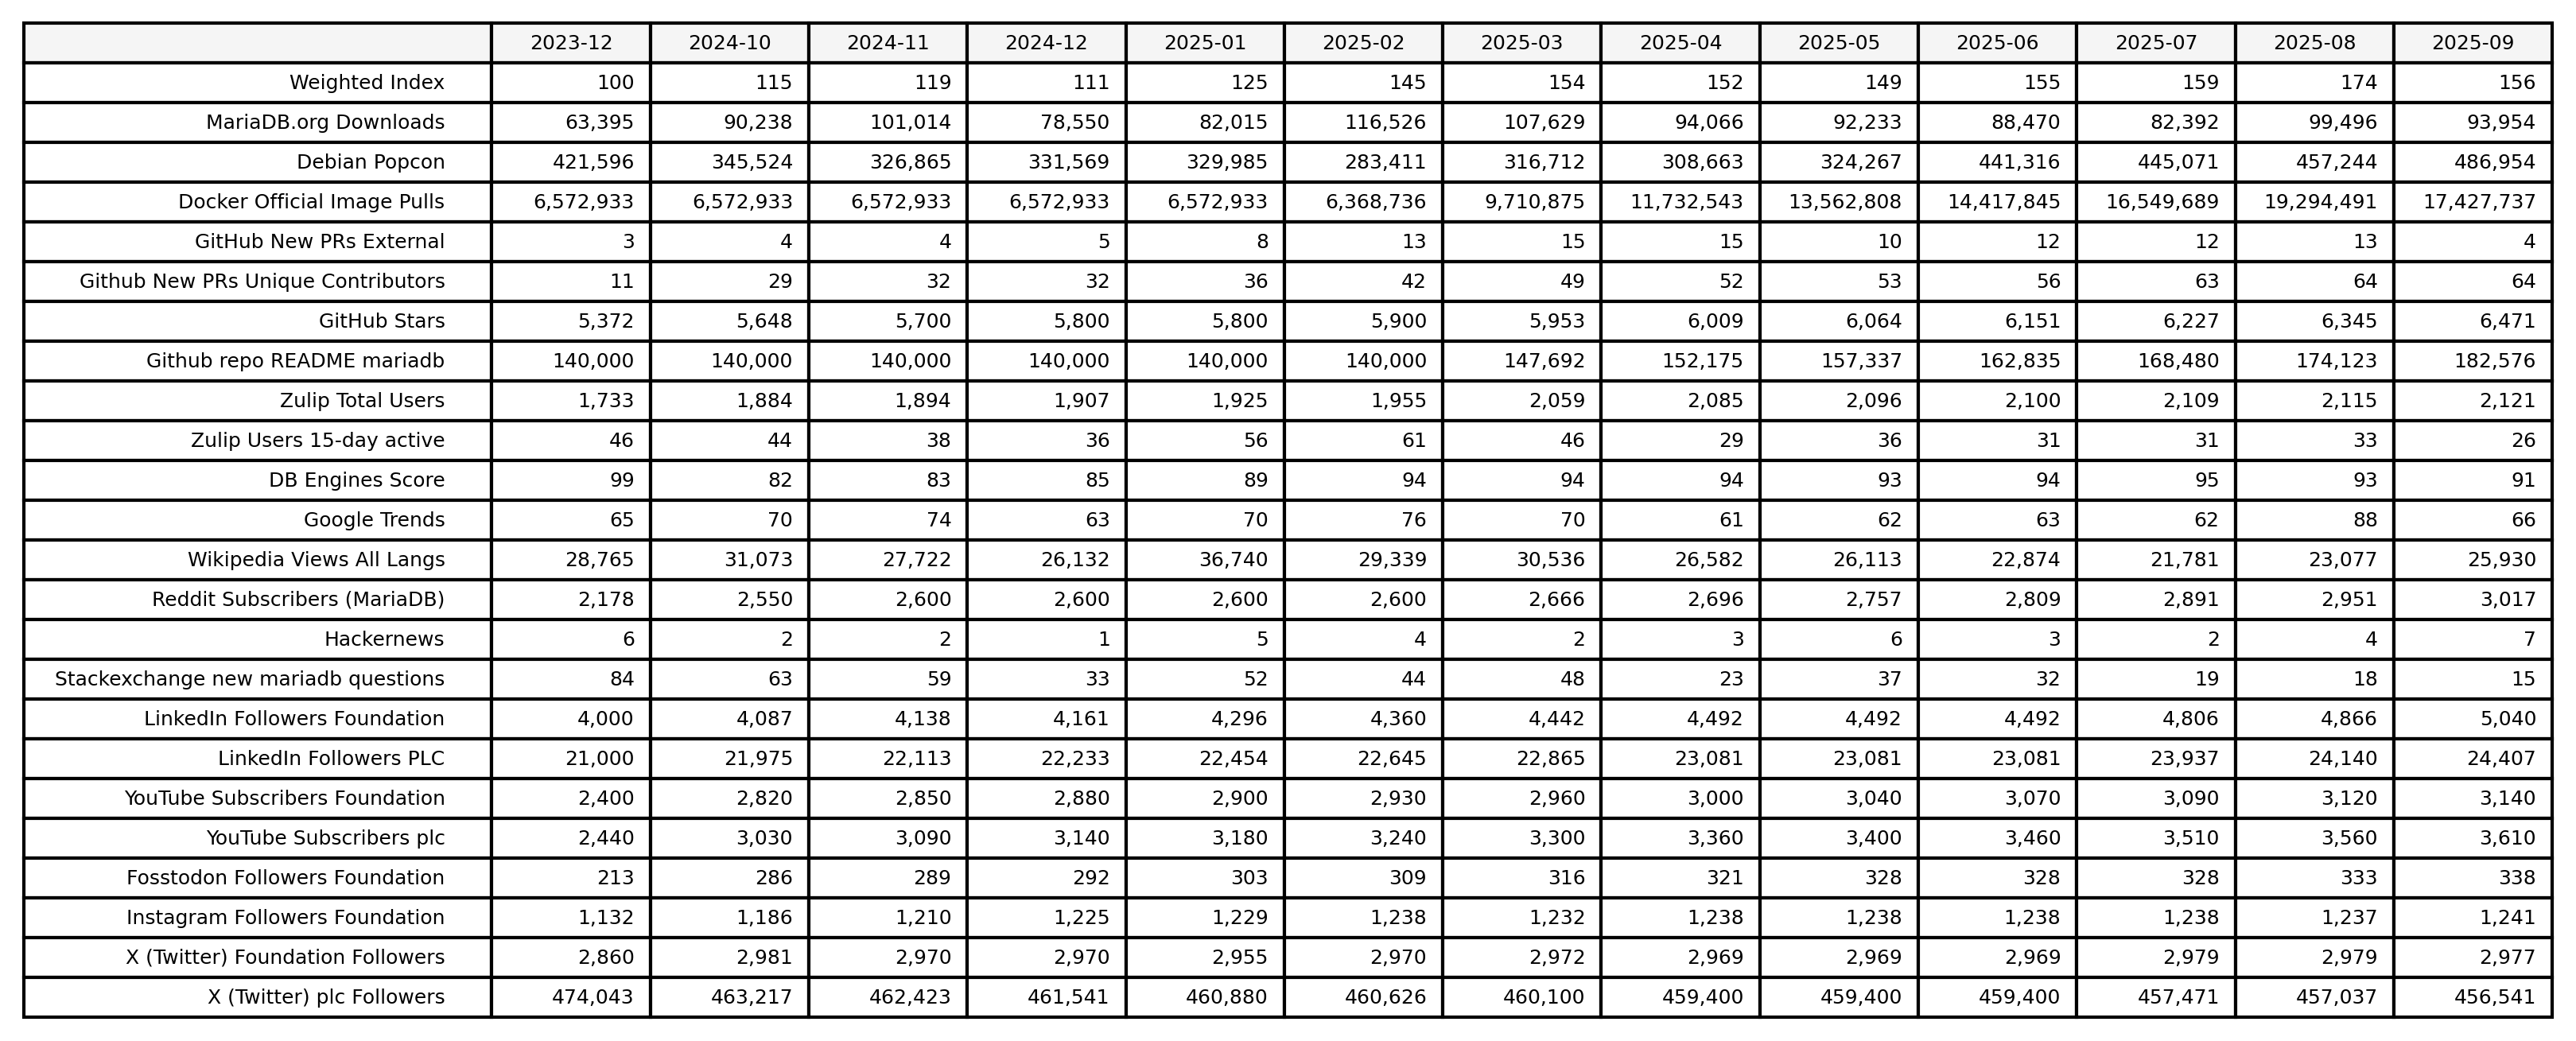 2023-12 2024-10 2024-11 2024-12 2025-01 2025-02 2025-03 2025-04 2025-05 2025-06 2025-07 2025-08 2025-09
Weighted Index 100 115 119 111 125 145 154 152 149 155 159 174 156
MariaDB.org Downloads 63,395 90,238 101,014 78,550 82,015 116,526 107,629 94,066 92,233 88,470 82,392 99,496 93,954
Debian Popcon 421,596 345,524 326,865 331,569 329,985 283,411 316,712 308,663 324,267 441,316 445,071 457,244 486,954
Docker Official Image Pulls 6,572,933 6,572,933 6,572,933 6,572,933 6,572,933 6,368,736 9,710,875 11,732,543 13,562,808 14,417,845 16,549,689 19,294,491 17,427,737
GitHub New PRs External 3 4 4 5 8 13 15 15 10 12 12 13 4
Github New PRs Unique Contributors 11 29 32 32 36 42 49 52 53 56 63 64 64
GitHub Stars 5,372 5,648 5,700 5,800 5,800 5,900 5,953 6,009 6,064 6,151 6,227 6,345 6,471
Github repo README mariadb 140,000 140,000 140,000 140,000 140,000 140,000 147,692 152,175 157,337 162,835 168,480 174,123 182,576
Zulip Total Users 1,733 1,884 1,894 1,907 1,925 1,955 2,059 2,085 2,096 2,100 2,109 2,115 2,121
Zulip Users 15-day active 46 44 38 36 56 61 46 29 36 31 31 33 26
DB Engines Score 99 82 83 85 89 94 94 94 93 94 95 93 91
Google Trends 65 70 74 63 70 76 70 61 62 63 62 88 66
Wikipedia Views All Langs 28,765 31,073 27,722 26,132 36,740 29,339 30,536 26,582 26,113 22,874 21,781 23,077 25,930
Reddit Subscribers (MariaDB) 2,178 2,550 2,600 2,600 2,600 2,600 2,666 2,696 2,757 2,809 2,891 2,951 3,017
Hackernews 6 2 2 1 5 4 2 3 6 3 2 4 7
Stackexchange new mariadb questions 84 63 59 33 52 44 48 23 37 32 19 18 15
LinkedIn Followers Foundation 4,000 4,087 4,138 4,161 4,296 4,360 4,442 4,492 4,492 4,492 4,806 4,866 5,040
LinkedIn Followers PLC 21,000 21,975 22,113 22,233 22,454 22,645 22,865 23,081 23,081 23,081 23,937 24,140 24,407
YouTube Subscribers Foundation 2,400 2,820 2,850 2,880 2,900 2,930 2,960 3,000 3,040 3,070 3,090 3,120 3,140
YouTube Subscribers plc 2,440 3,030 3,090 3,140 3,180 3,240 3,300 3,360 3,400 3,460 3,510 3,560 3,610
Fosstodon Followers Foundation 213 286 289 292 303 309 316 321 328 328 328 333 338
Instagram Followers Foundation 1,132 1,186 1,210 1,225 1,229 1,238 1,232 1,238 1,238 1,238 1,238 1,237 1,241
X (Twitter) Foundation Followers 2,860 2,981 2,970 2,970 2,955 2,970 2,972 2,969 2,969 2,969 2,979 2,979 2,977
X (Twitter) plc Followers 474,043 463,217 462,423 461,541 460,880 460,626 460,100 459,400 459,400 459,400 457,471 457,037 456,541